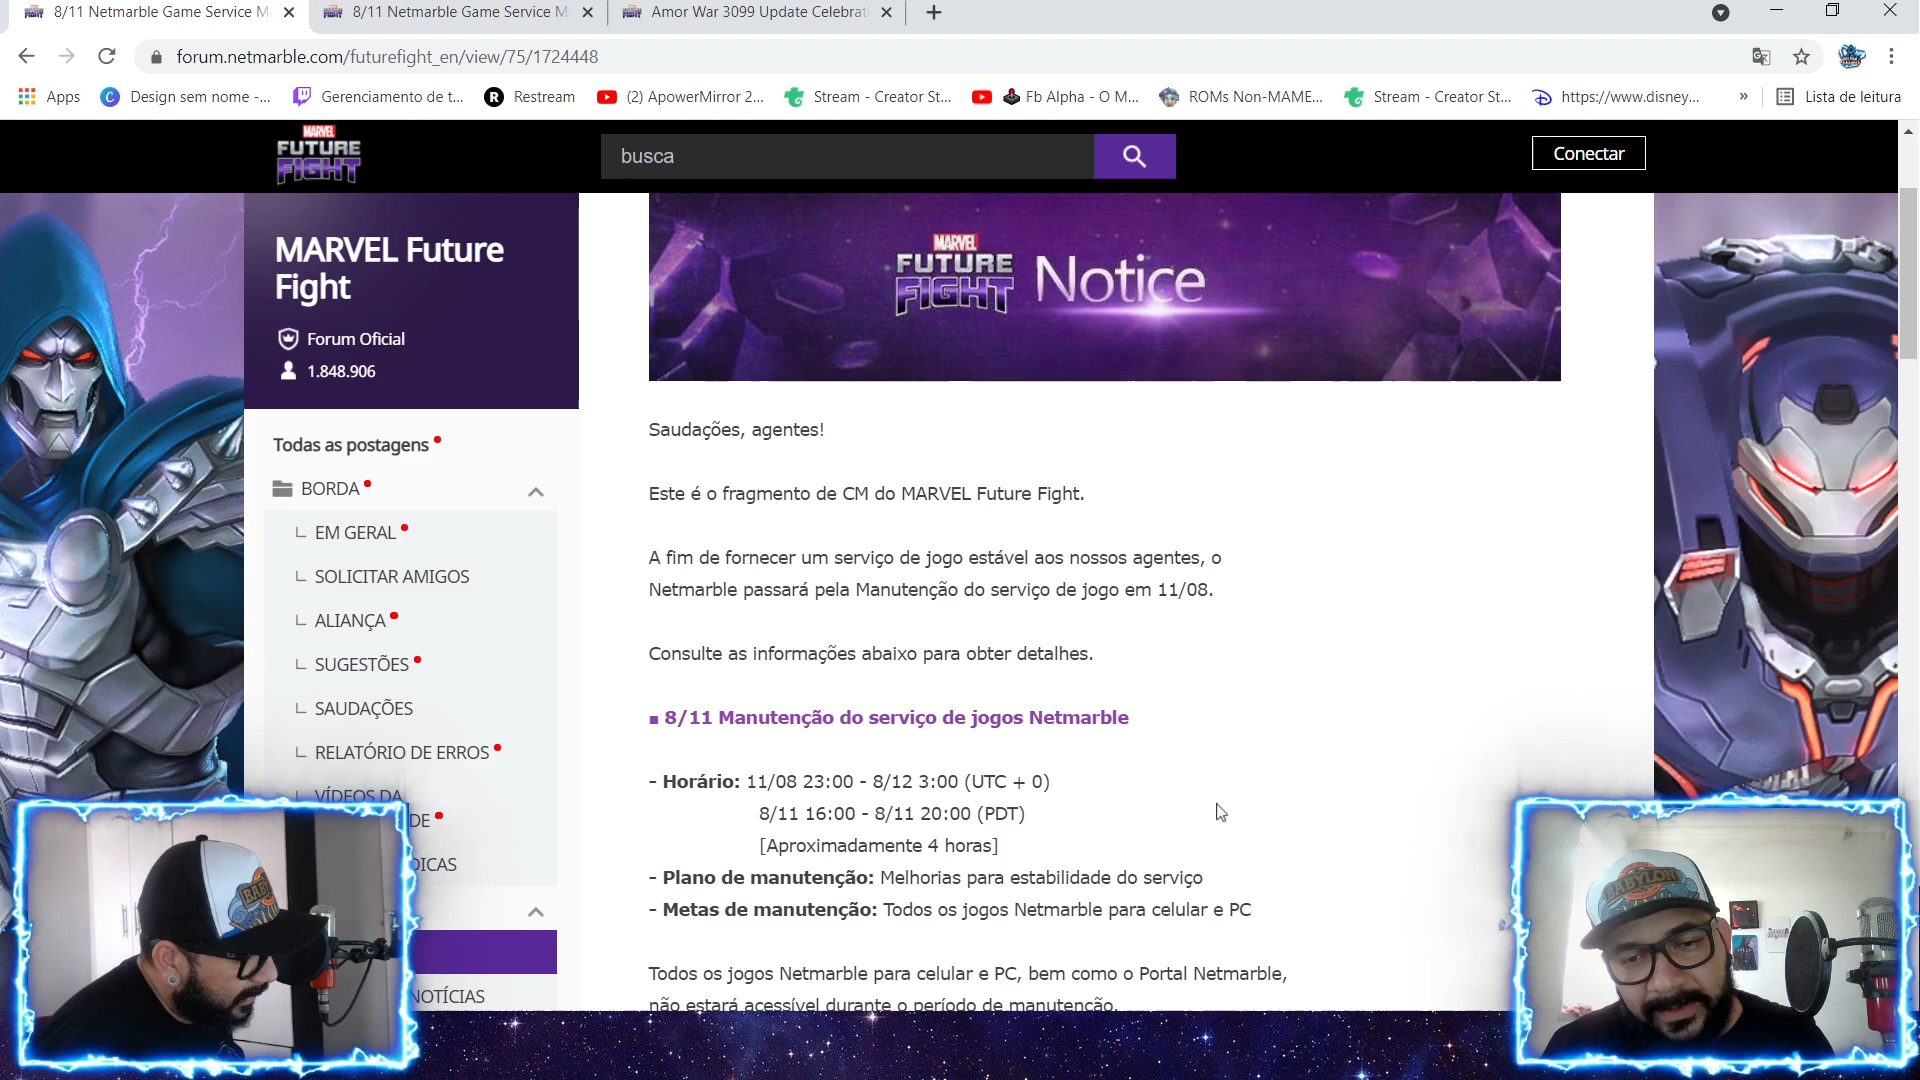 8/11 Netmarble Game Service M
8/11 Netmarble Game Service M
Amor War 3099 Update Celebrati
forum.netmarble.com/futurefight_en/view/75/1724448
Apps
Design sem nome -...
Gerenciamento de t...
Restream
(2) ApowerMirror 2...
Stream - Creator St...
Fb Alpha - O M...
ROMs Non-MAME...
Stream - Creator St...
https://www.disney...
»
Lista de leitura
MARVEL
FUTURE
FIGHT
busca
Conectar
MARVEL Future
Fight
Forum Oficial
1.848.906
Todas as postagens
BORDA
EM GERAL
SOLICITAR AMIGOS
ALIANÇA
SUGESTÕES
SAUDAÇÕES
RELATÓRIO DE ERROS
VÍDEOS DA
DE
DICAS
NOTÍCIAS
MARVEL
FUTURE
FIGHT
Notice
Saudações, agentes!
Este é o fragmento de CM do MARVEL Future Fight.
A fim de fornecer um serviço de jogo estável aos nossos agentes, o
Netmarble passará pela Manutenção do serviço de jogo em 11/08.
Consulte as informações abaixo para obter detalhes.
■ 8/11 Manutenção do serviço de jogos Netmarble
- Horário: 11/08 23:00 - 8/12 3:00 (UTC + 0)
8/11 16:00 - 8/11 20:00 (PDT)
[Aproximadamente 4 horas]
- Plano de manutenção: Melhorias para estabilidade do serviço
- Metas de manutenção: Todos os jogos Netmarble para celular e PC
Todos os jogos Netmarble para celular e PC, bem como o Portal Netmarble,
não estará acessível durante o período de manutenção.
BABYLON